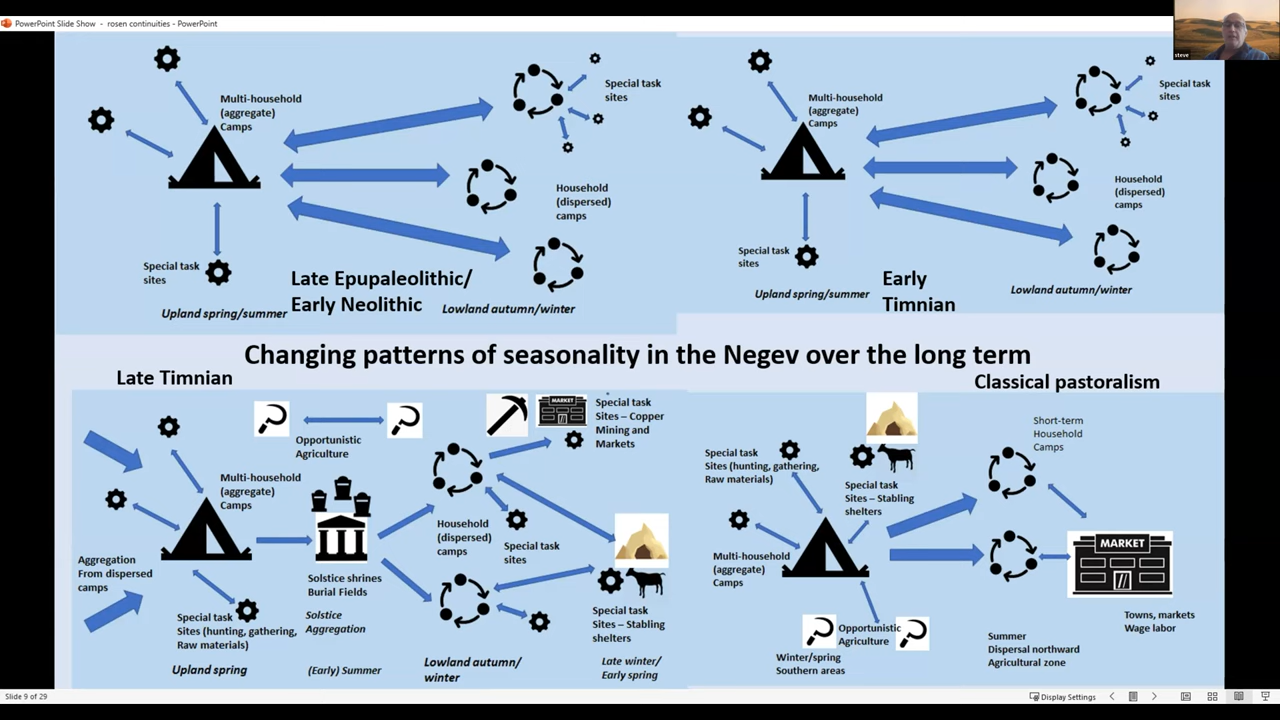 PowerPoint Slide Show - rosen continuities - PowerPoint
steve
Multi-household
(aggregate)
Camps
Special task
sites
Household
(dispersed)
camps
Special task
sites
Late Epupaleolithic/
Early Neolithic
Upland spring/summer
Lowland autumn/winter
Multi-household
(aggregate)
Camps
Special task
sites
Household
(dispersed)
camps
Special task
sites
Early
Timnian
Upland spring/summer
Lowland autumn/winter
Changing patterns of seasonality in the Negev over the long term
Late Timnian
Opportunistic
Agriculture
MARKET
Special task
Sites – Copper
Mining and
Markets
Multi-household
(aggregate)
Camps
Aggregation
From dispersed
camps
Special task
Sites (hunting, gathering,
Raw materials)
Upland spring
Solstice shrines
Burial Fields
Solstice
Aggregation
(Early) Summer
Household
(dispersed)
camps
Special task
sites
Lowland autumn/
winter
Special task
Sites – Stabling
shelters
Late winter/
Early spring
Classical pastoralism
Special task
Sites (hunting, gathering,
Raw materials)
Special task
Sites – Stabling
shelters
Short-term
Household
Camps
Multi-household
(aggregate)
Camps
Opportunistic
Agriculture
Winter/spring
Southern areas
MARKET
Towns, markets
Wage labor
Summer
Dispersal northward
Agricultural zone
Slide 9 of 29
Display Settings